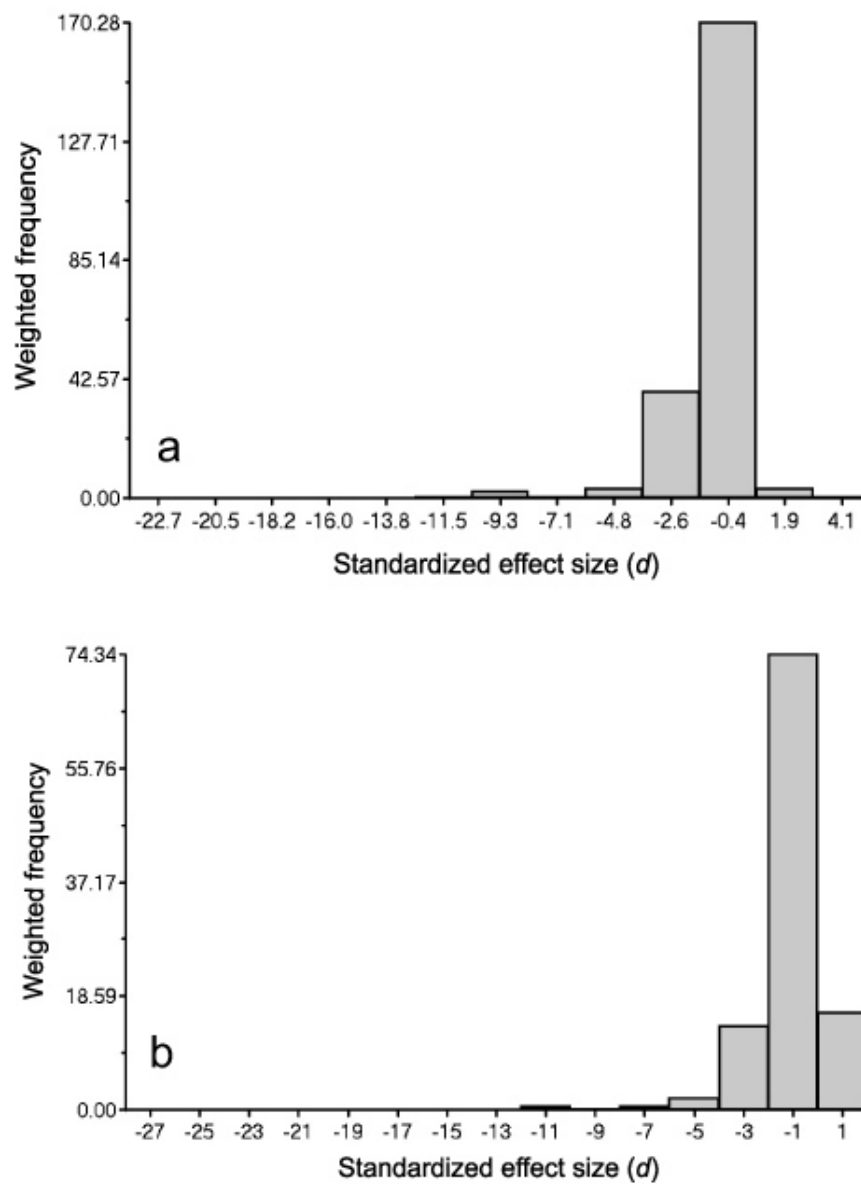 170.28
127.71
85.14
42.57
0.00
Weighted frequency
a
-22.7 -20.5 -18.2 -16.0 -13.8 -11.5 -9.3 -7.1 -4.8 -2.6 -0.4 1.9 4.1
Standardized effect size (d)
74.34
55.76
37.17
18.59
0.00
Weighted frequency
b
-27 -25 -23 -21 -19 -17 -15 -13 -11 -9 -7 -5 -3 -1 1
Standardized effect size (d)